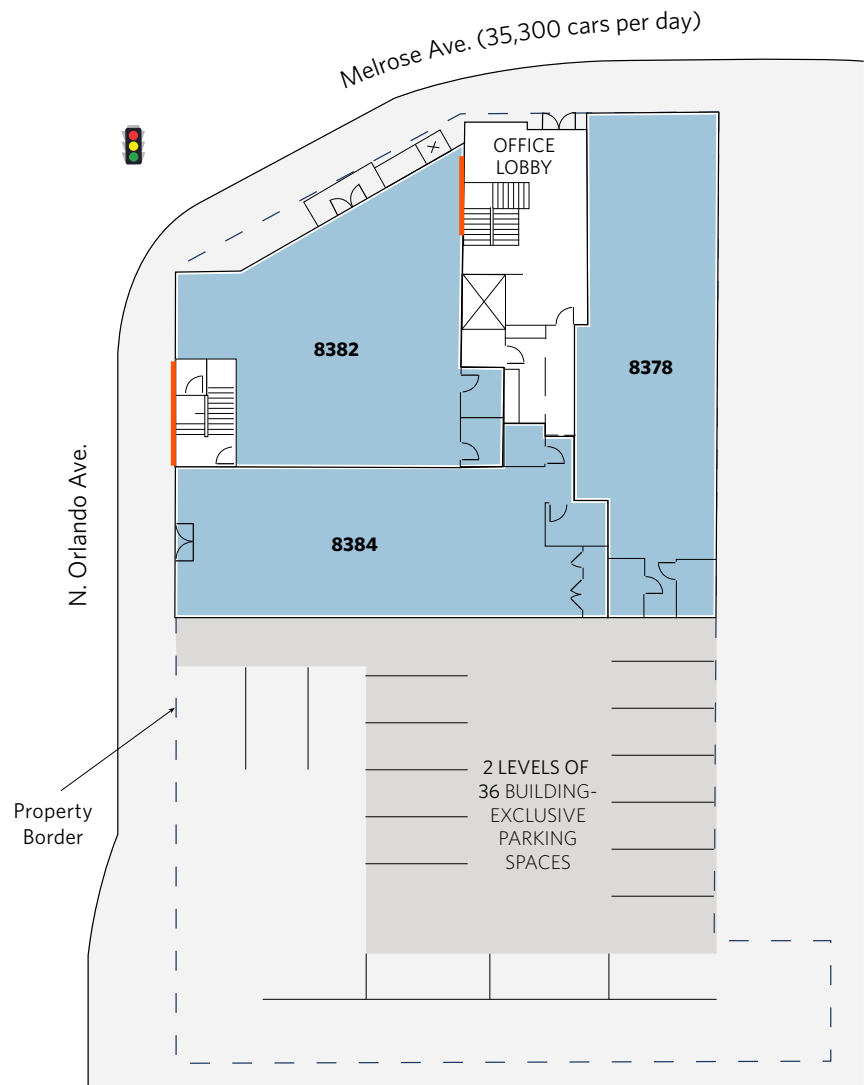 Melrose Ave. (35,300 cars per day)
OFFICE
LOBBY
8382
8378
N. Orlando Ave.
8384
Property
Border
2 LEVELS OF
36 BUILDING-
EXCLUSIVE
PARKING
SPACES